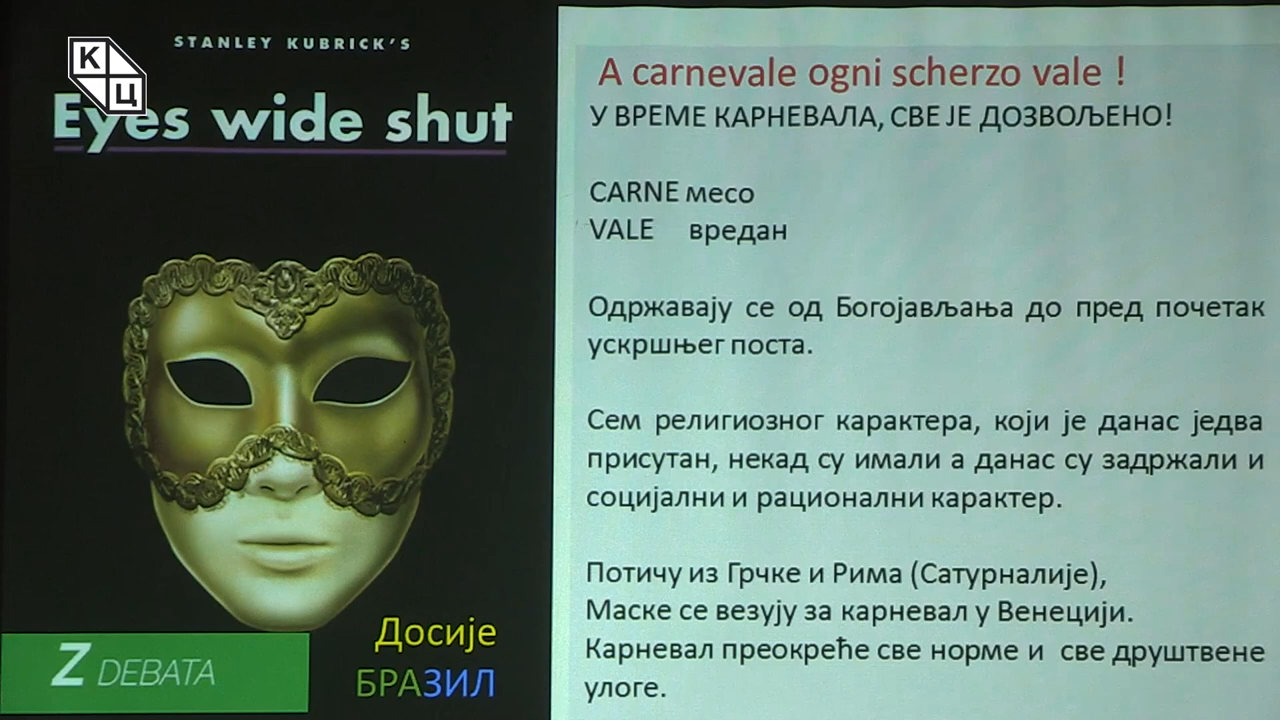 STANLEY KUBRICK'S
К
Ц
Eyes wide shut
Досије
БРАЗИЛ
Z DEBATA
A carnevale ogni scherzo vale !
У ВРЕМЕ КАРНЕВАЛА, СВЕ ЈЕ ДОЗВОЉЕНО!
CARNE месо
VALE вредан
Одржавају се од Богојављања до пред почетак
ускршњег поста.
Сем религиозног карактера, који је данас једва
присутан, некад су имали а данас су задржали и
социјални и рационални карактер.
Потичу из Грчке и Рима (Сатурналије),
Маске се везују за карневал у Венецији.
Карневал преокреће све норме и све друштвене
улоге.